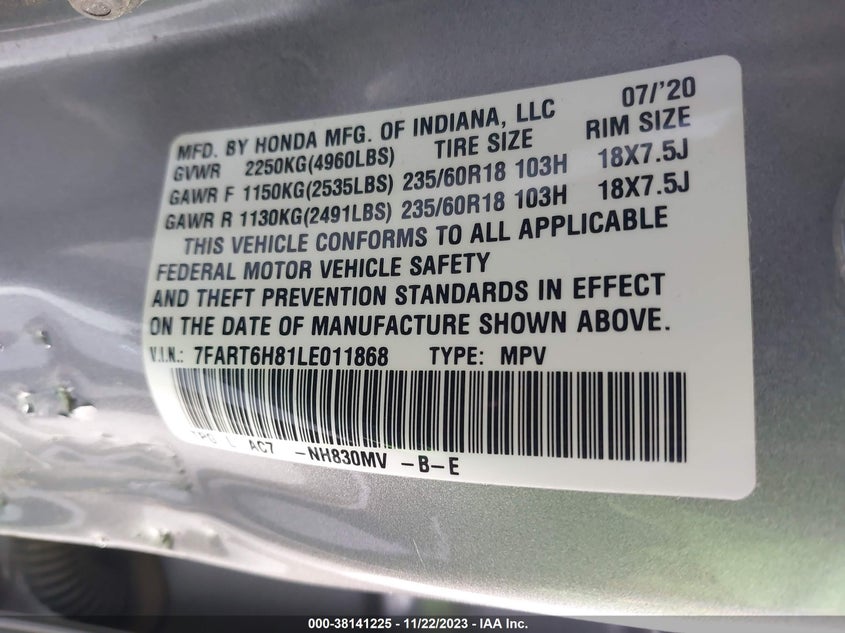 07/'20
MFD. BY HONDA MFG. OF INDIANA, LLC
GVWR 2250KG(4960LBS) TIRE SIZE RIM SIZE
GAWR F 1150KG(2535LBS) 235/60R18 103H 18X7.5J
GAWR R 1130KG(2491LBS) 235/60R18 103H 18X7.5J
THIS VEHICLE CONFORMS TO ALL APPLICABLE
FEDERAL MOTOR VEHICLE SAFETY
AND THEFT PREVENTION STANDARDS IN EFFECT
ON THE DATE OF MANUFACTURE SHOWN ABOVE.
V.I.N.: 7FART6H81LE011868 TYPE: MPV
AC7 -NH830MV -B-E
000-38141225 - 11/22/2023 - IAA Inc.